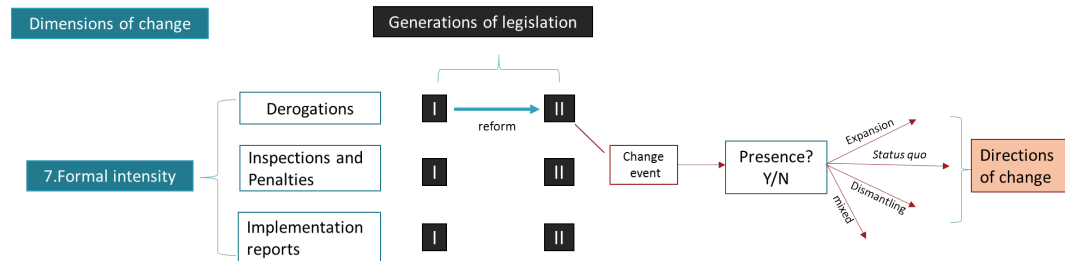 Dimensions of change
Generations of legislation
Derogations
I
reform
II
7.Formal intensity
Inspections and
Penalties
I
II
Implementation
reports
I
II
Change
event
Presence?
Y/N
Expansion
Status quo
Dismantling
mixed
Directions
of change